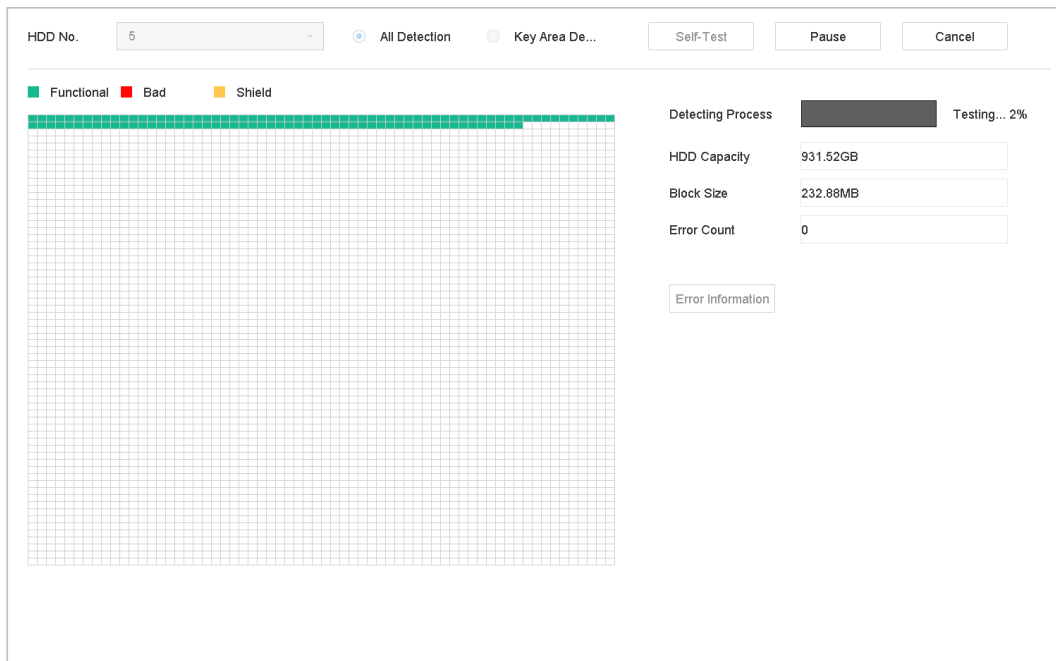 HDD No. 5 All Detection Key Area De... Self-Test Pause Cancel
Functional Bad Shield
Detecting Process Testing... 2%
HDD Capacity 931.52GB
Block Size 232.88MB
Error Count 0
Error Information